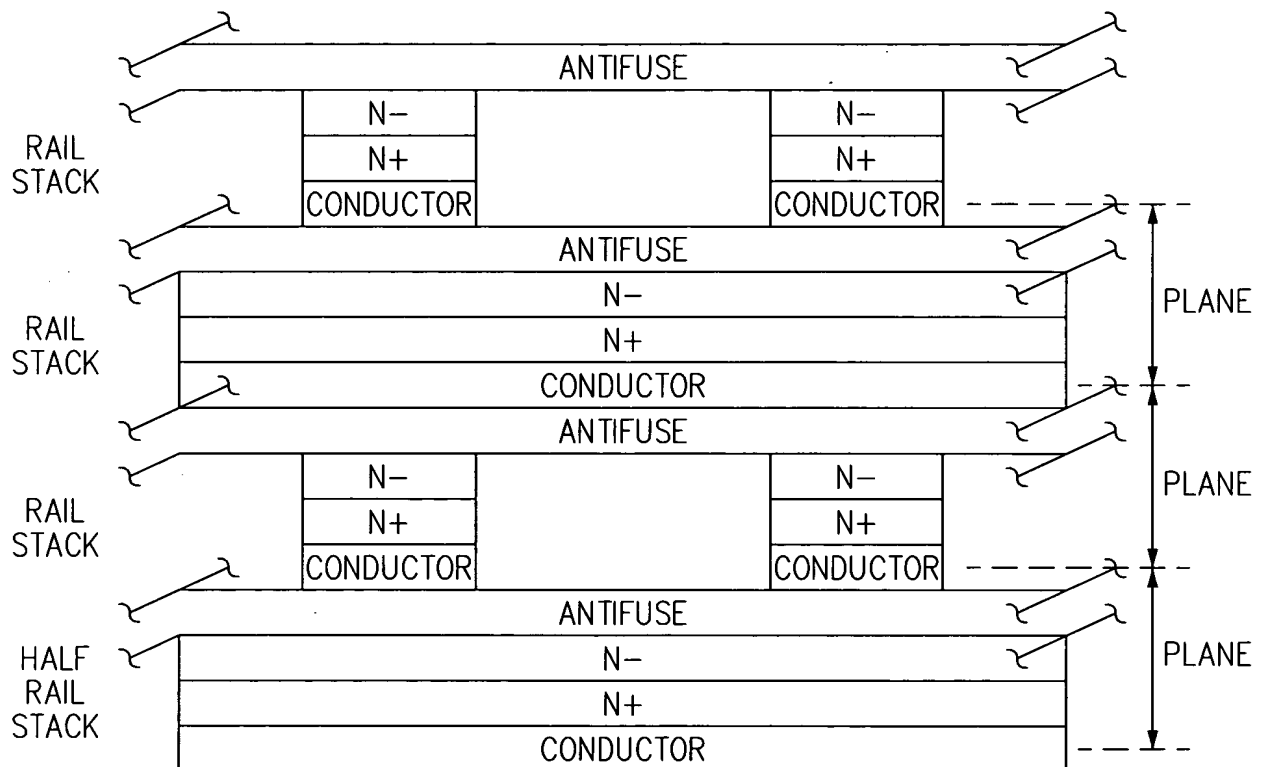 ANTIFUSE
N− N−
RAIL
STACK
N+ N+
CONDUCTOR CONDUCTOR
ANTIFUSE
N−
PLANE
RAIL
STACK
N+
CONDUCTOR
ANTIFUSE
N− N−
PLANE
RAIL
STACK
N+ N+
CONDUCTOR CONDUCTOR
ANTIFUSE
N−
PLANE
HALF
RAIL
STACK
N+
CONDUCTOR